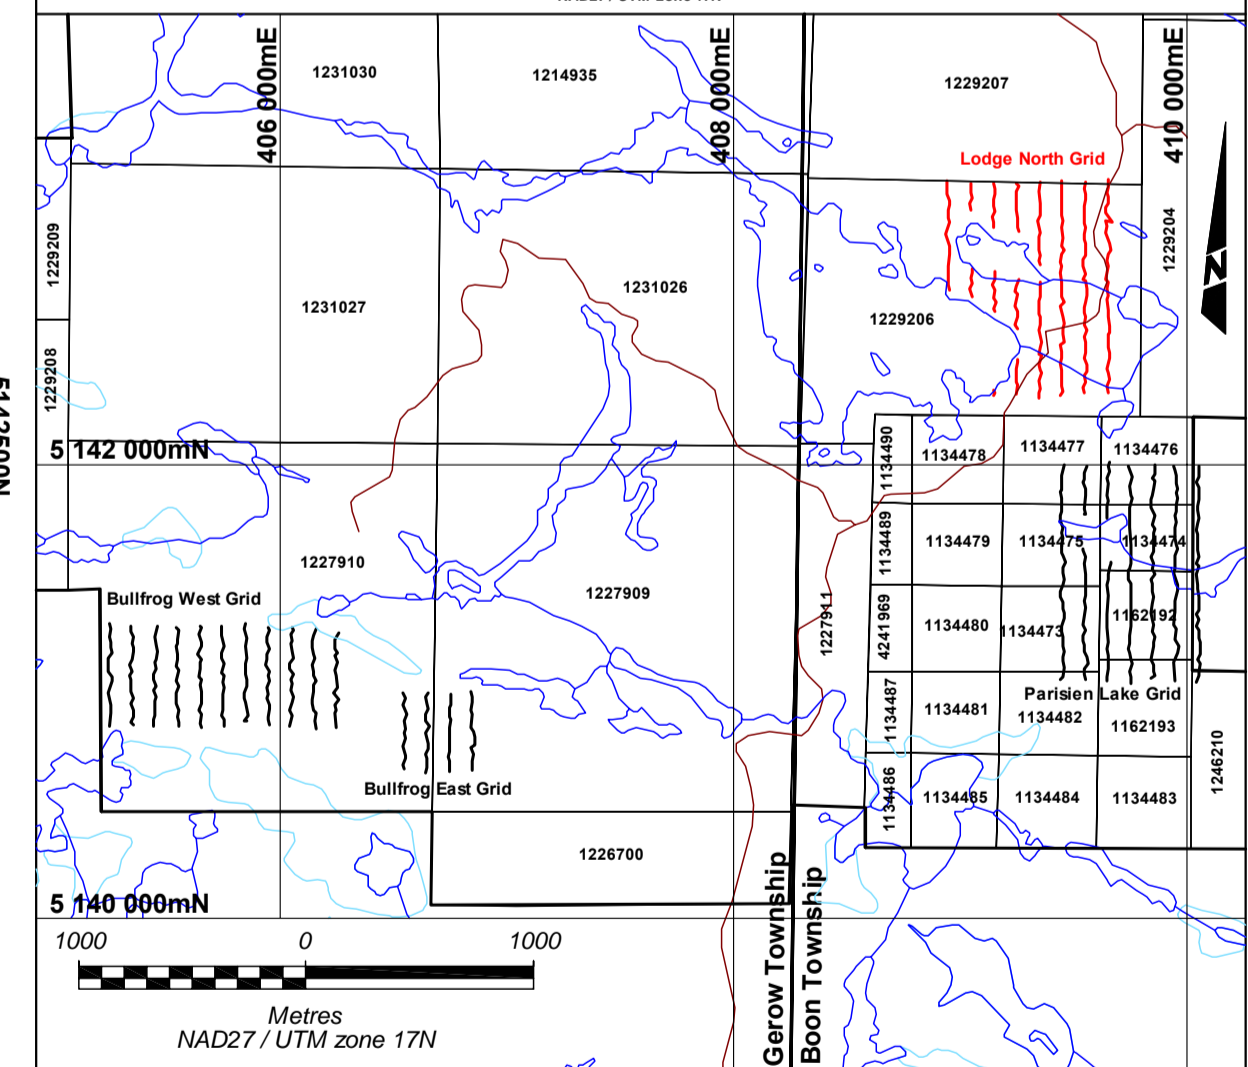 406 000mE
408 000mE
410 000mE
1231030
1214935
1229207
Lodge North Grid
1229209
1229204
1231027
1231026
1229206
1229208
5 142 000mN
1134490
1134478
1134477
1134476
1134489
1134479
1134475
1134474
1227910
1227909
Bullfrog West Grid
1227911
4241969
1134480
1134473
1162192
Parisien Lake Grid
1134487
1134481
1134482
1162193
1246210
Bullfrog East Grid
1134486
1134485
1134484
1134483
1226700
5 140 000mN
Gerow Township
Boon Township
1000
0
1000
Metres
NAD27 / UTM zone 17N